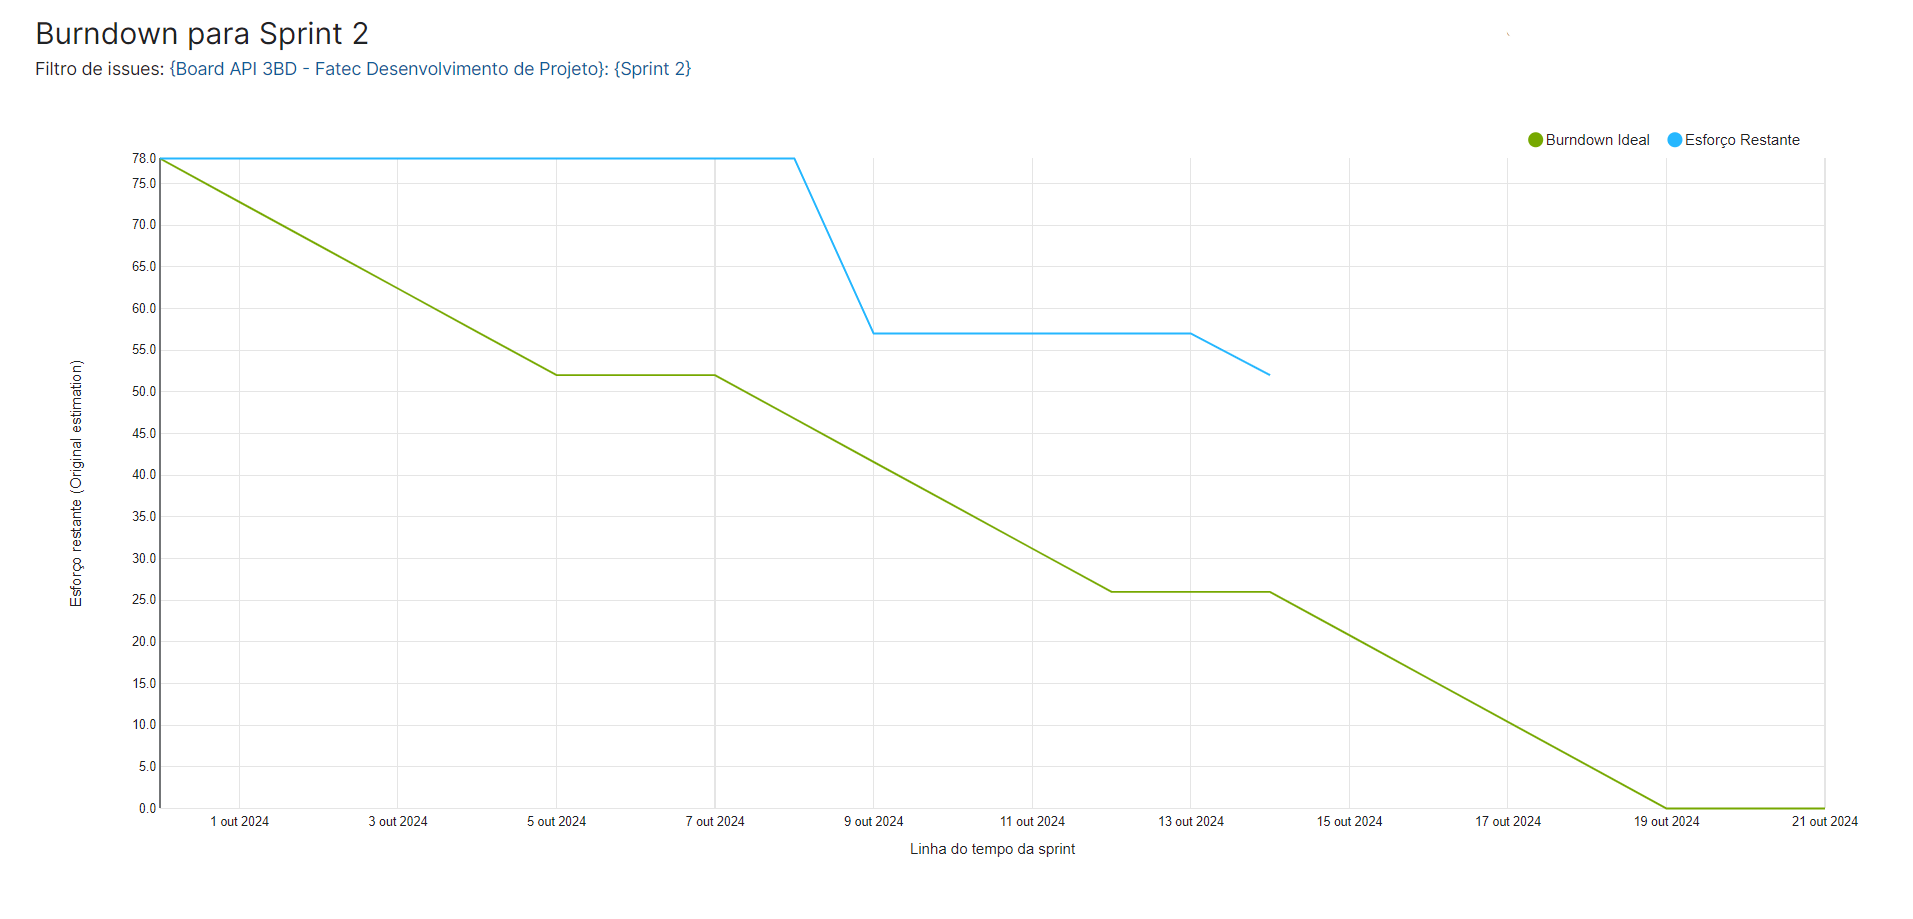 Burndown para Sprint 2
Filtro de issues: {Board API 3BD - Fatec Desenvolvimento de Projeto}: {Sprint 2}
Burndown Ideal
Esforço Restante
Esforço restante (Original estimation)
78.0
75.0
70.0
65.0
60.0
55.0
50.0
45.0
40.0
35.0
30.0
25.0
20.0
15.0
10.0
5.0
0.0
1 out 2024
3 out 2024
5 out 2024
7 out 2024
9 out 2024
11 out 2024
13 out 2024
15 out 2024
17 out 2024
19 out 2024
21 out 2024
Linha do tempo da sprint